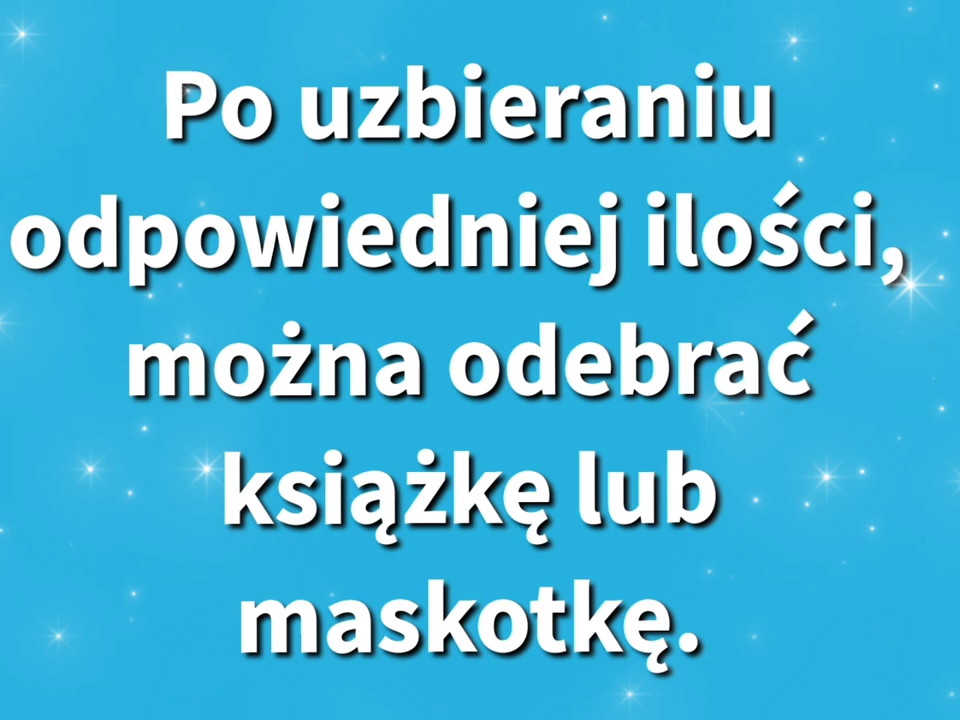 Po uzbieraniu
odpowiedniej ilości,
można odebrać
książkę lub
maskotkę.